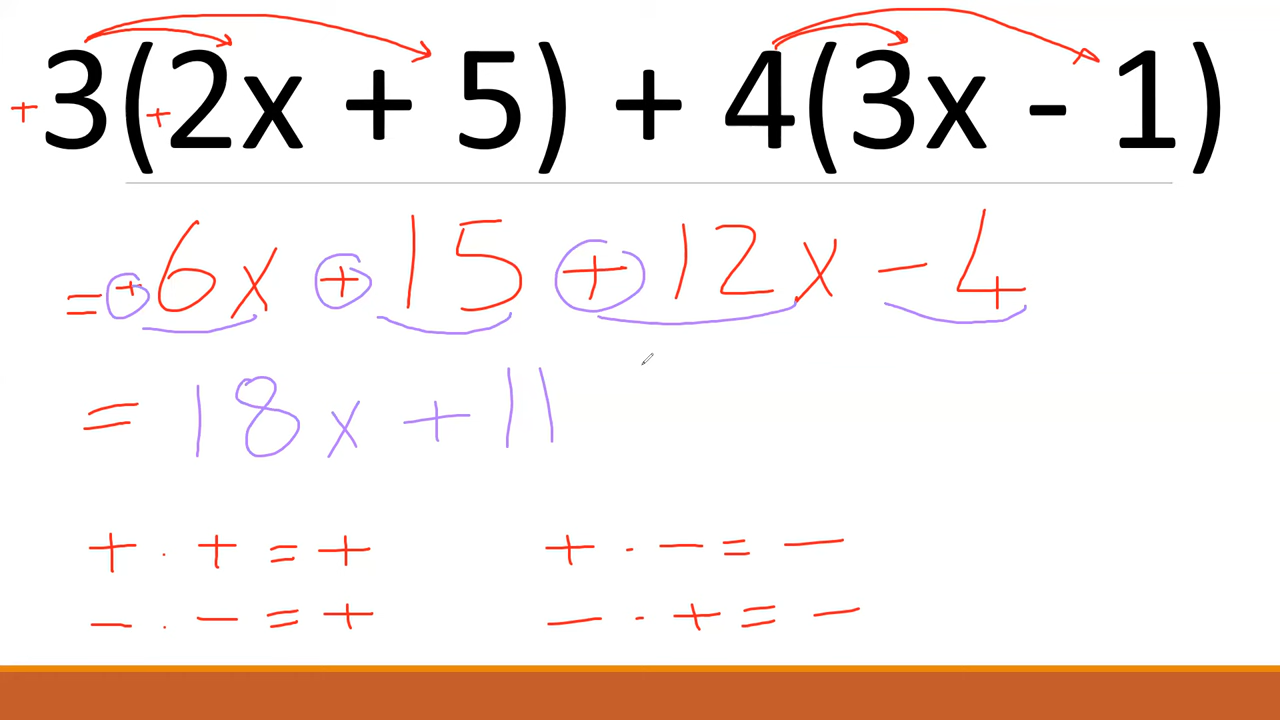 +3(+2x + 5) + 4(3x - 1)
= +6x + 15 + 12x - 4
= 18x + 11
+ · + = + + · - = -
- · - = + - · + = -